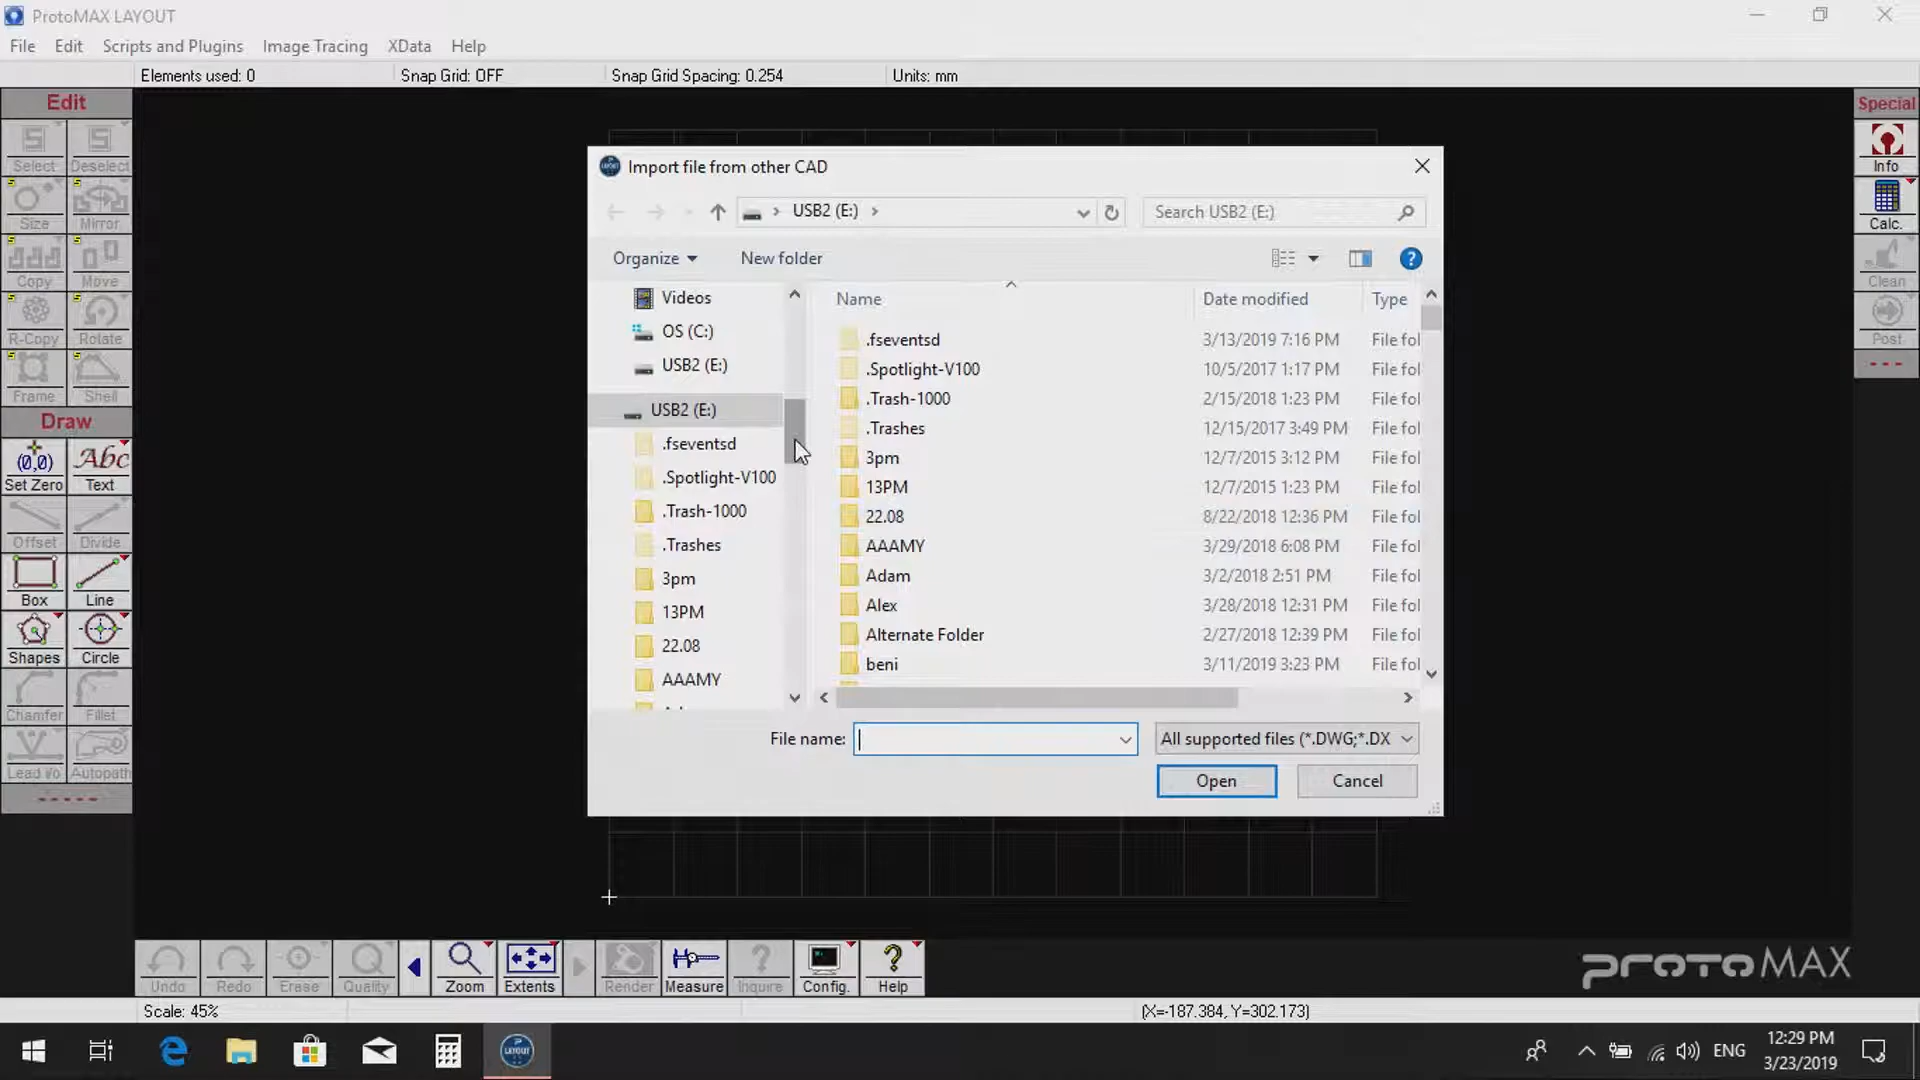 ProtoMAX LAYOUT
File Edit Scripts and Plugins Image Tracing XData Help
Elements used: 0 Snap Grid: OFF Snap Grid Spacing: 0.254 Units: mm
Edit
Select Deselect
Size Mirror
Copy Move
R-Copy Rotate
Frame Shell
Draw
(0,0) Abc
Set Zero Text
Offset Divide
Box Line
Shapes Circle
Chamfer Fillet
Lead i/o Autopath
Special
Info
Calc.
Clean
Post
Import file from other CAD
USB2 (E:)
Search USB2 (E:)
Organize New folder
Videos
OS (C:)
USB2 (E:)
USB2 (E:)
.fseventsd
.Spotlight-V100
.Trash-1000
.Trashes
3pm
13PM
22.08
AAAMY
Name Date modified Type
.fseventsd 3/13/2019 7:16 PM File fol
.Spotlight-V100 10/5/2017 1:17 PM File fol
.Trash-1000 2/15/2018 1:23 PM File fol
.Trashes 12/15/2017 3:49 PM File fol
3pm 12/7/2015 3:12 PM File fol
13PM 12/7/2015 1:23 PM File fol
22.08 8/22/2018 12:36 PM File fol
AAAMY 3/29/2018 6:08 PM File fol
Adam 3/2/2018 2:51 PM File fol
Alex 3/28/2018 12:31 PM File fol
Alternate Folder 2/27/2018 12:39 PM File fol
beni 3/11/2019 3:23 PM File fol
File name: All supported files (*.DWG;*.DX
Open Cancel
Undo Redo Erase Quality Zoom Extents Render Measure Inquire Config. Help
protoMAX
Scale: 45% (X=-187.384, Y=302.173)
LAYOUT
ENG
12:29 PM
3/23/2019